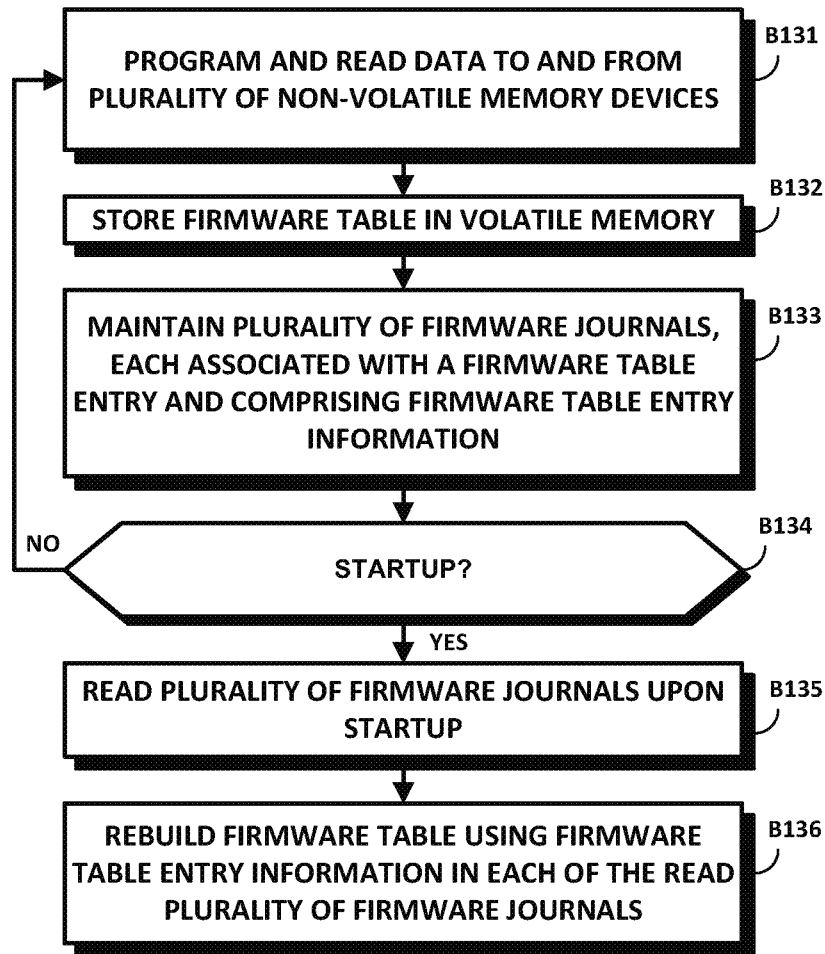 PROGRAM AND READ DATA TO AND FROM
PLURALITY OF NON-VOLATILE MEMORY DEVICES
B131
STORE FIRMWARE TABLE IN VOLATILE MEMORY
B132
MAINTAIN PLURALITY OF FIRMWARE JOURNALS,
EACH ASSOCIATED WITH A FIRMWARE TABLE
ENTRY AND COMPRISING FIRMWARE TABLE ENTRY
INFORMATION
B133
STARTUP?
B134
NO
YES
READ PLURALITY OF FIRMWARE JOURNALS UPON
STARTUP
B135
REBUILD FIRMWARE TABLE USING FIRMWARE
TABLE ENTRY INFORMATION IN EACH OF THE READ
PLURALITY OF FIRMWARE JOURNALS
B136